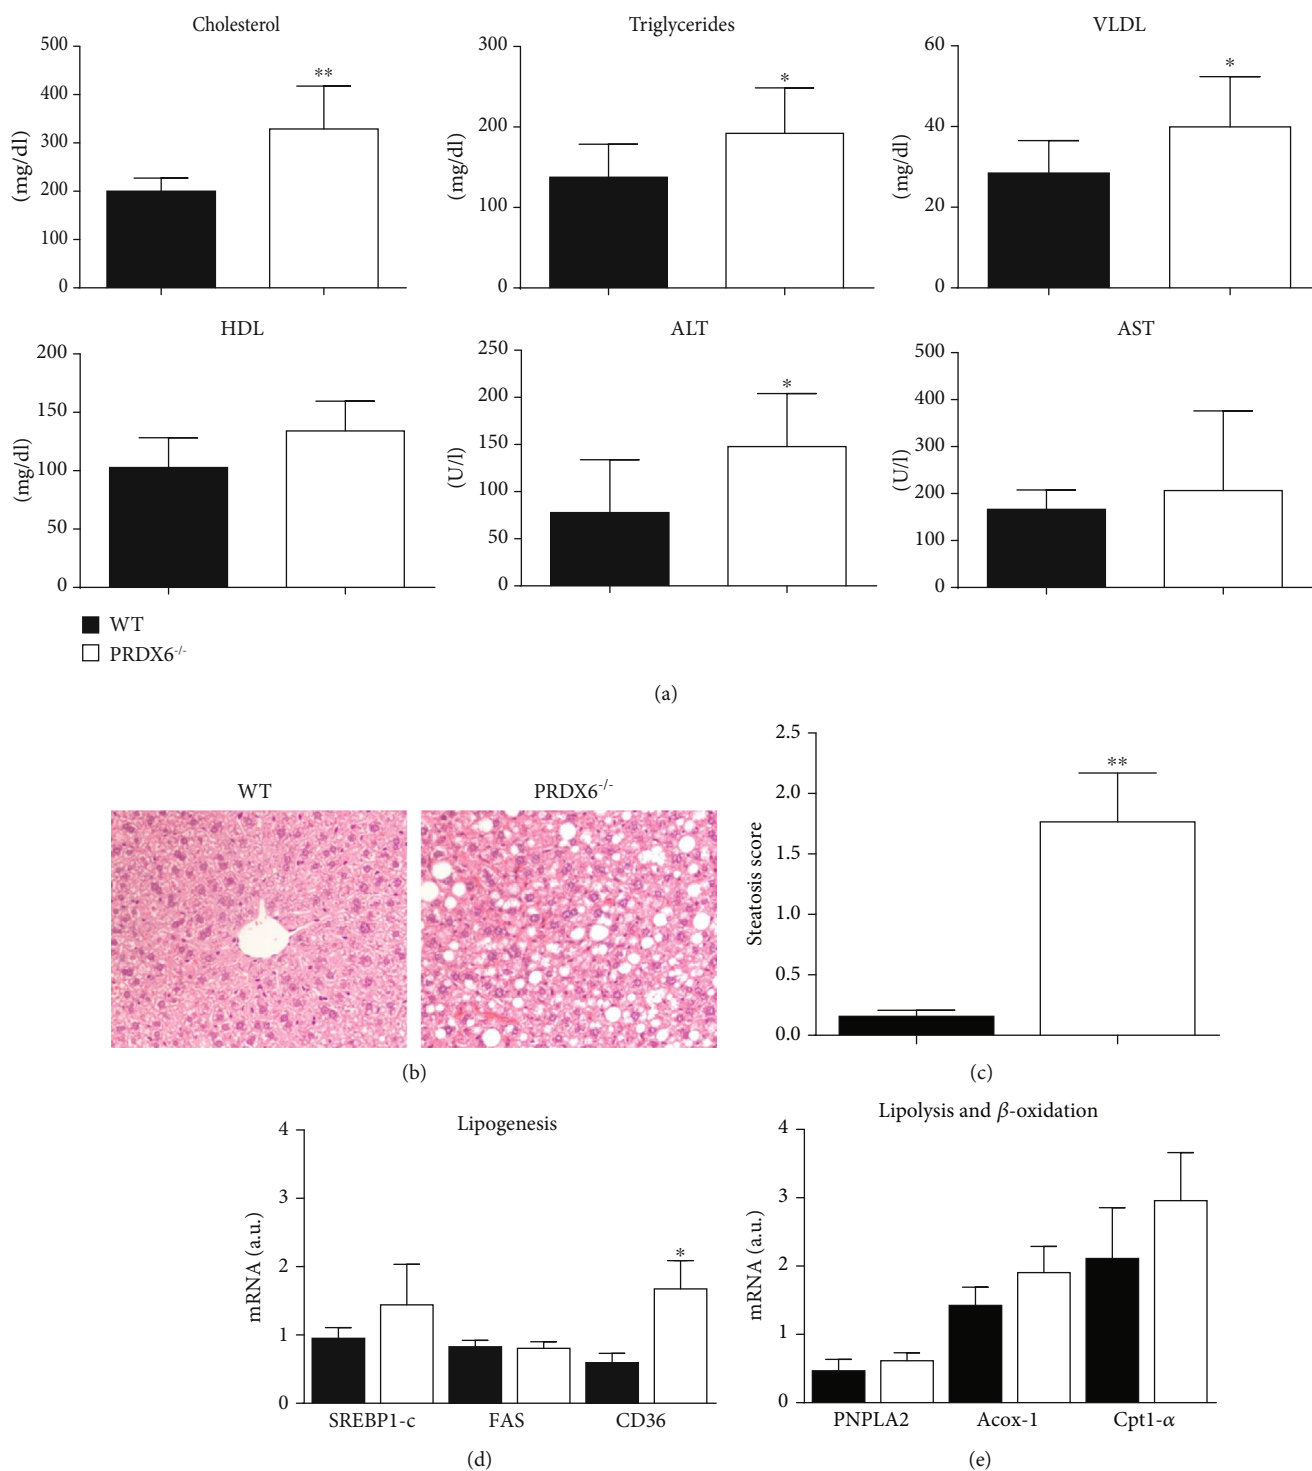 Cholesterol
500
400
300
200
100
0
(mg/dl)
**
Triglycerides
300
200
100
0
(mg/dl)
*
VLDL
60
40
20
0
(mg/dl)
*
HDL
200
150
100
50
0
(mg/dl)
ALT
250
200
150
100
50
0
(U/l)
*
AST
500
400
300
200
100
0
(U/l)
WT
PRDX6-/-
(a)
WT
PRDX6-/-
(b)
2.5
2.0
1.5
1.0
0.5
0.0
Steatosis score
**
(c)
Lipogenesis
4
3
2
1
0
mRNA (a.u.)
*
SREBP1-c FAS CD36
(d)
Lipolysis and β-oxidation
4
3
2
1
0
mRNA (a.u.)
PNPLA2 Acox-1 Cpt1-α
(e)